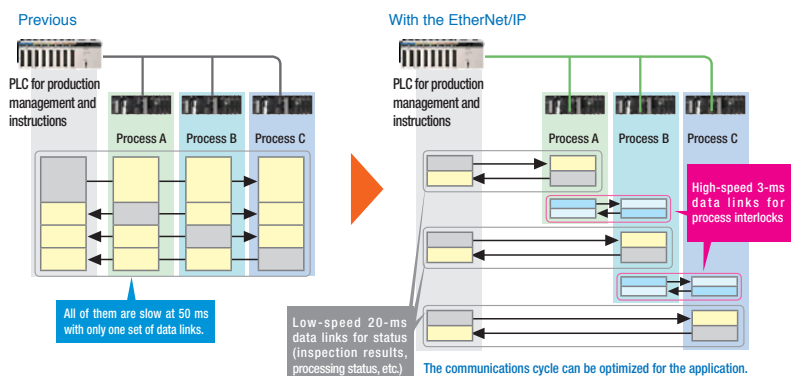 Previous
PLC for production
management and
instructions
Process A
Process B
Process C
All of them are slow at 50 ms
with only one set of data links.
With the EtherNet/IP
PLC for production
management and
instructions
Process A
Process B
Process C
High-speed 3-ms
data links for
process interlocks
Low-speed 20-ms
data links for status
(inspection results,
processing status, etc.)
The communications cycle can be optimized for the application.